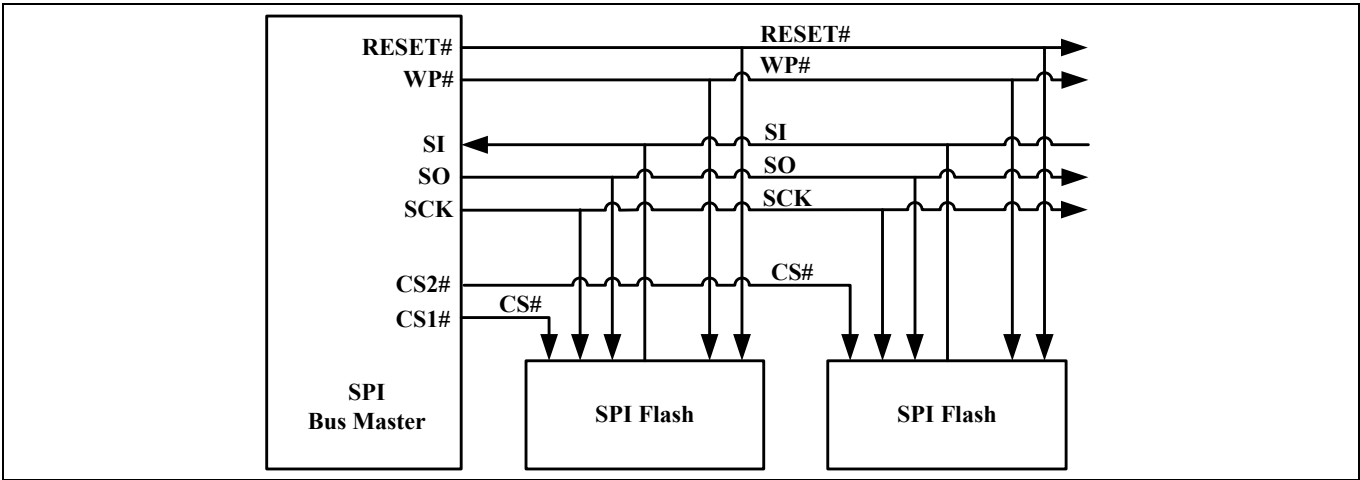 RESET#
WP#
SI
SO
SCK
CS2#
CS1#
SPI
Bus Master
RESET#
WP#
SI
SO
SCK
CS#
CS#
SPI Flash
SPI Flash